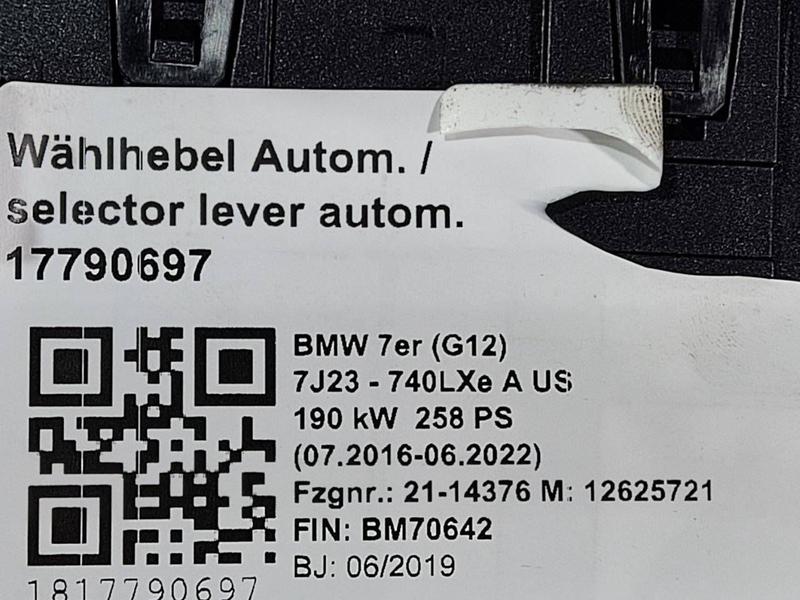 Wählhebel Autom. /
selector lever autom.
17790697
BMW 7er (G12)
7J23 - 740LXe A US
190 kW 258 PS
(07.2016-06.2022)
Fzgnr.: 21-14376 M: 12625721
FIN: BM70642
BJ: 06/2019
1817790697